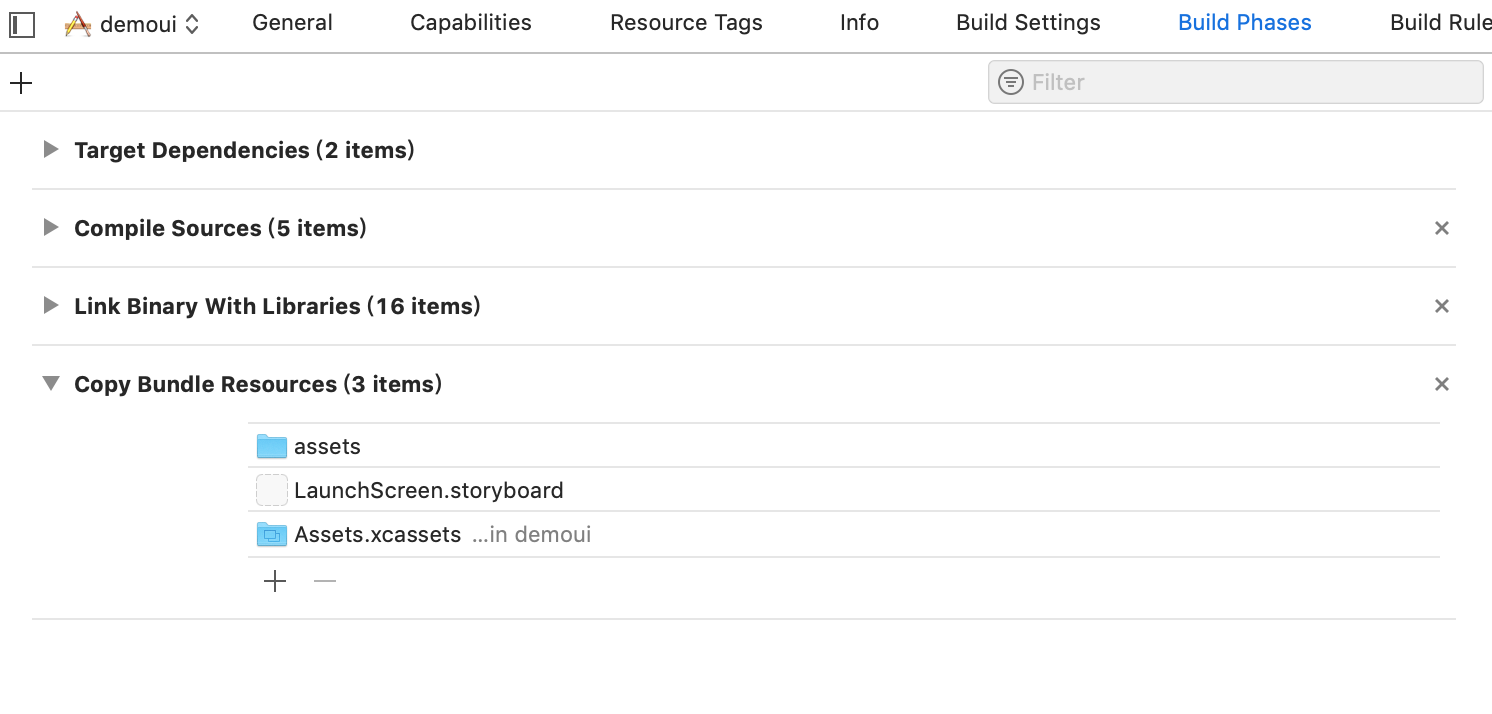 demoui General Capabilities Resource Tags Info Build Settings Build Phases Build Rule
Filter
Target Dependencies (2 items)
Compile Sources (5 items)
Link Binary With Libraries (16 items)
Copy Bundle Resources (3 items)
assets
LaunchScreen.storyboard
Assets.xcassets ...in demoui